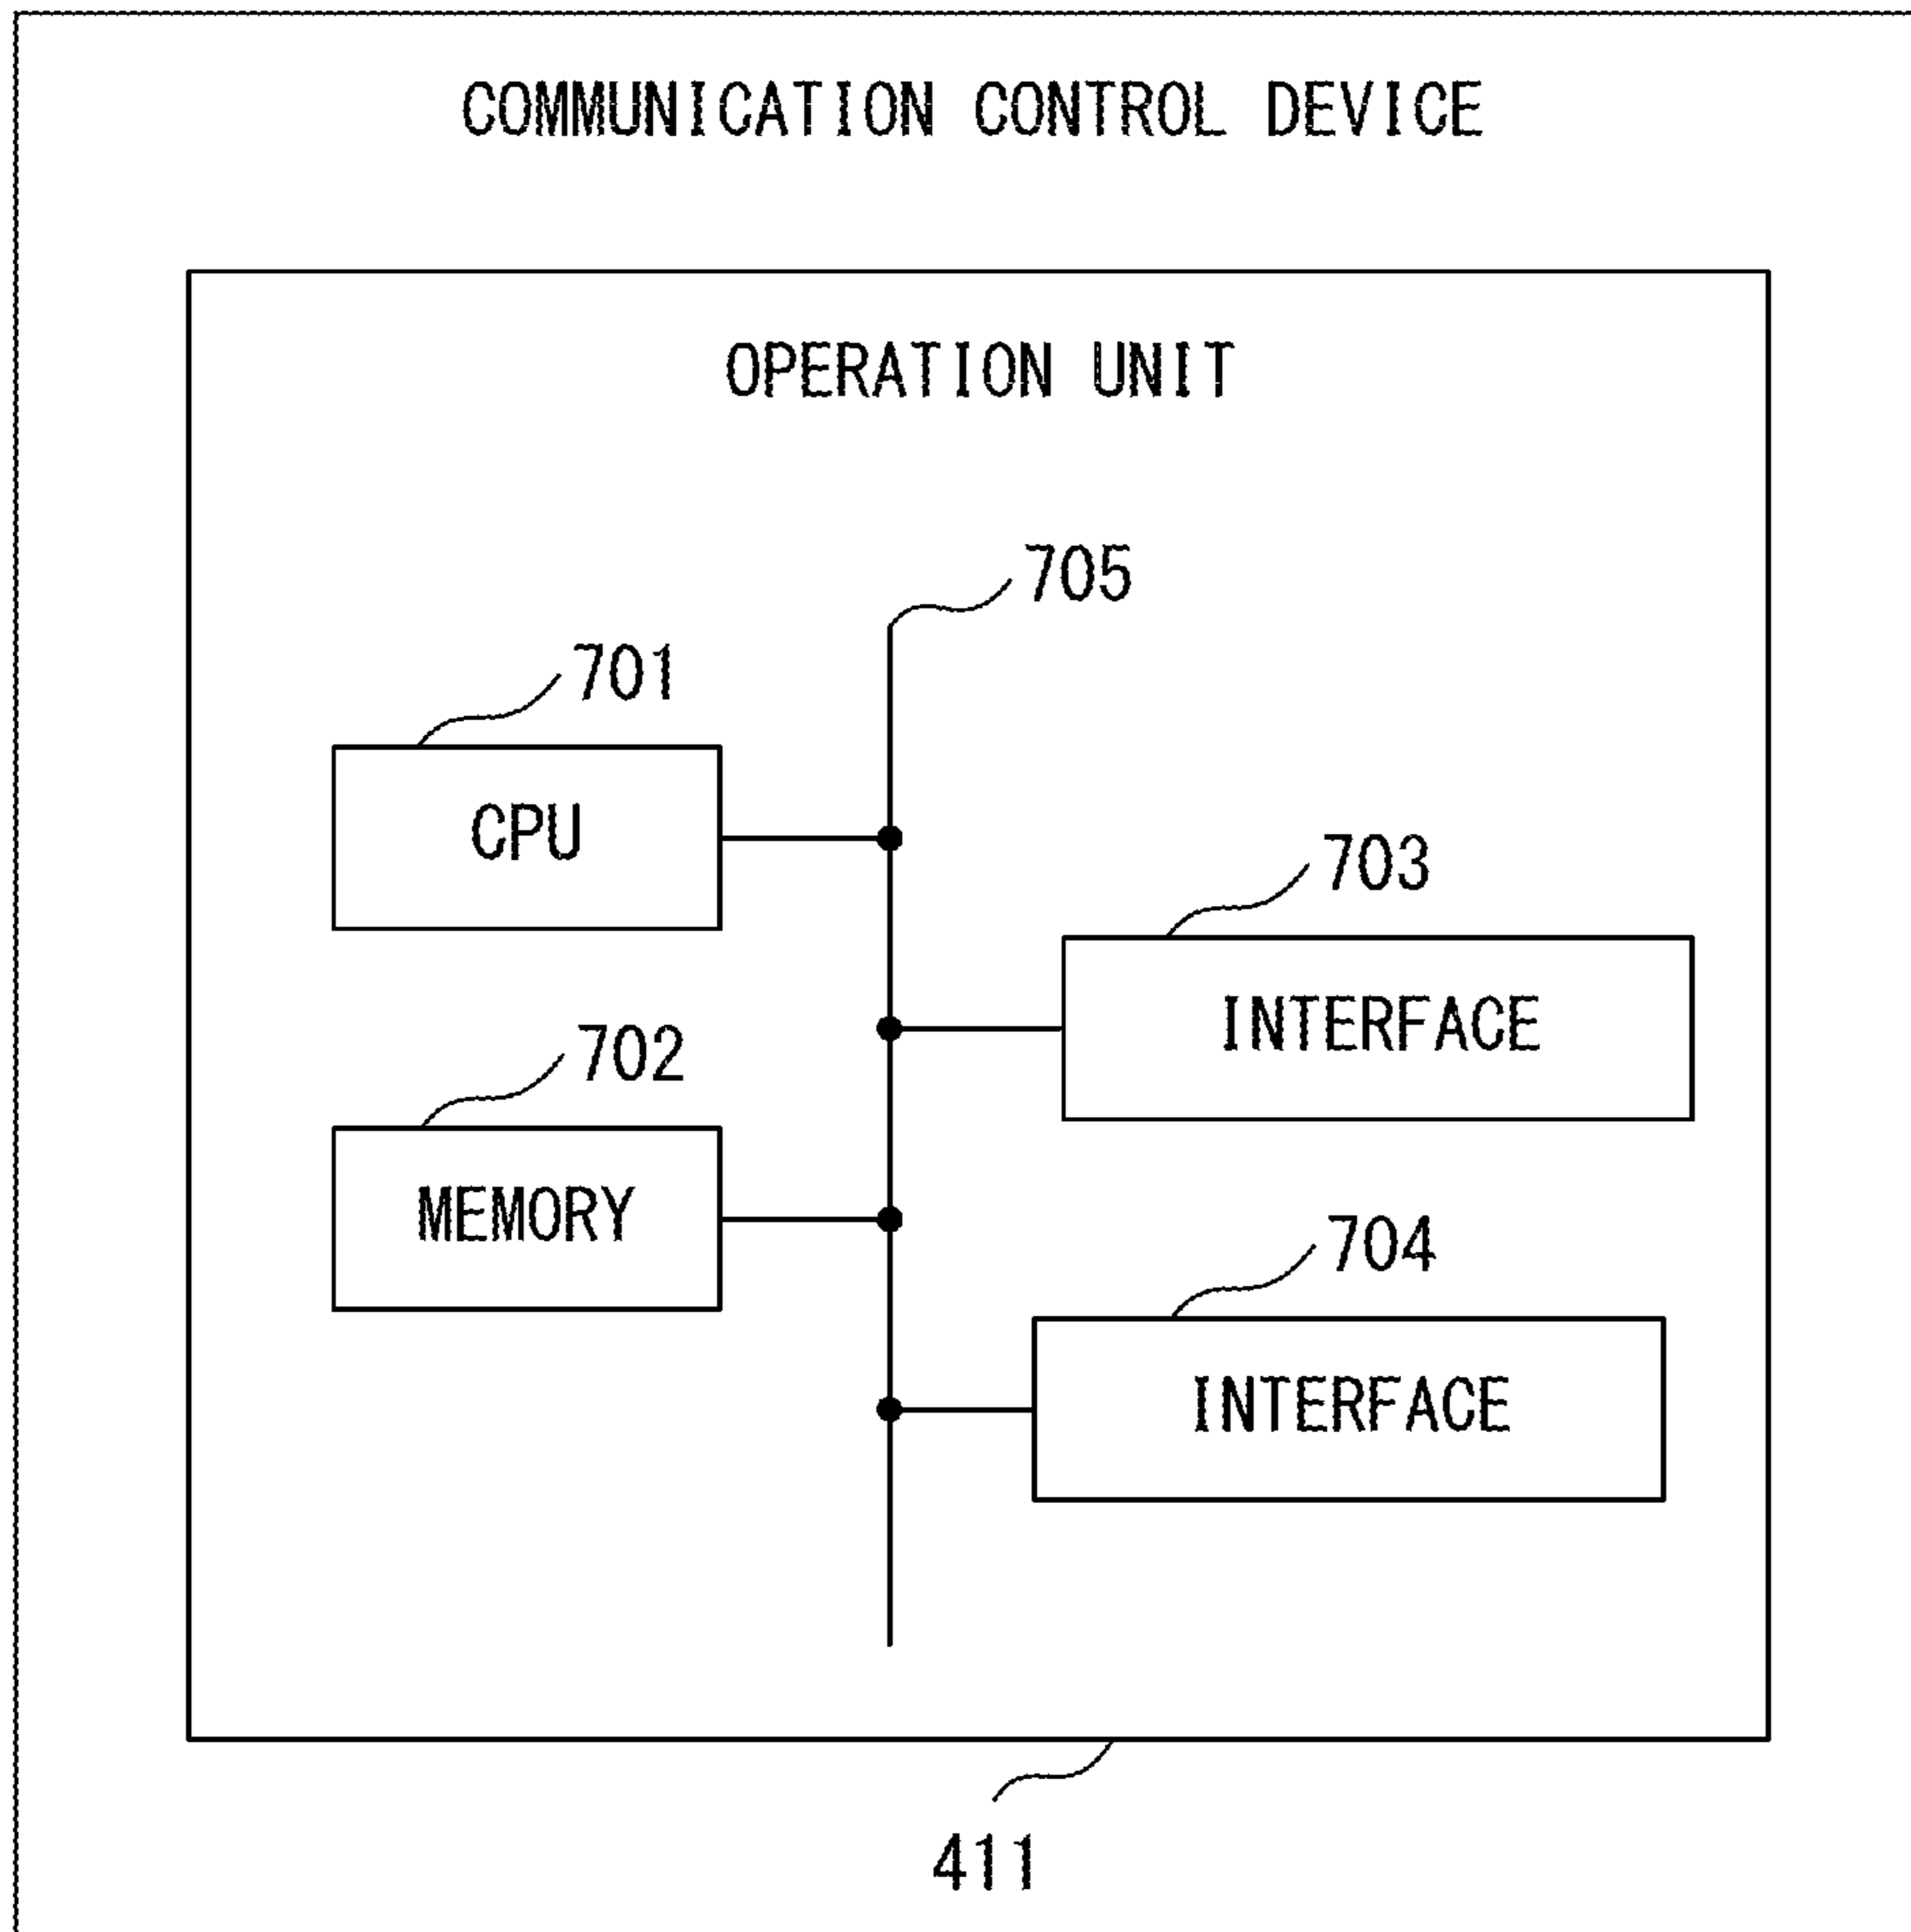 COMMUNICATION CONTROL DEVICE
OPERATION UNIT
705
701
CPU
703
INTERFACE
702
MEMORY
704
INTERFACE
411